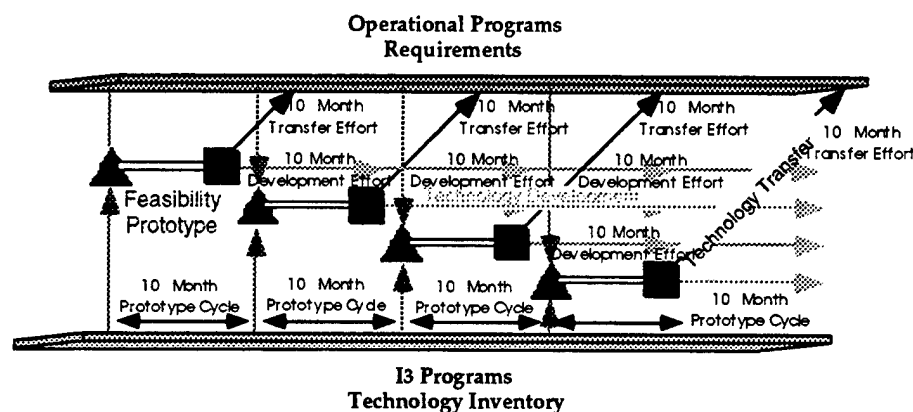 Operational Programs
Requirements
10 Month
Transfer Effort
10 Month
Transfer Effort
10 Month
Transfer Effort
10 Month
Transfer Effort
10 Month
Development Effort
10 Month
Development Effort
10 Month
Development Effort
Technology Development
Feasibility
Prototype
Technology Transfer
10 Month
Development Effort
10 Month
Prototype Cycle
10 Month
Prototype Cycle
10 Month
Prototype Cycle
10 Month
Prototype Cycle
I3 Programs
Technology Inventory